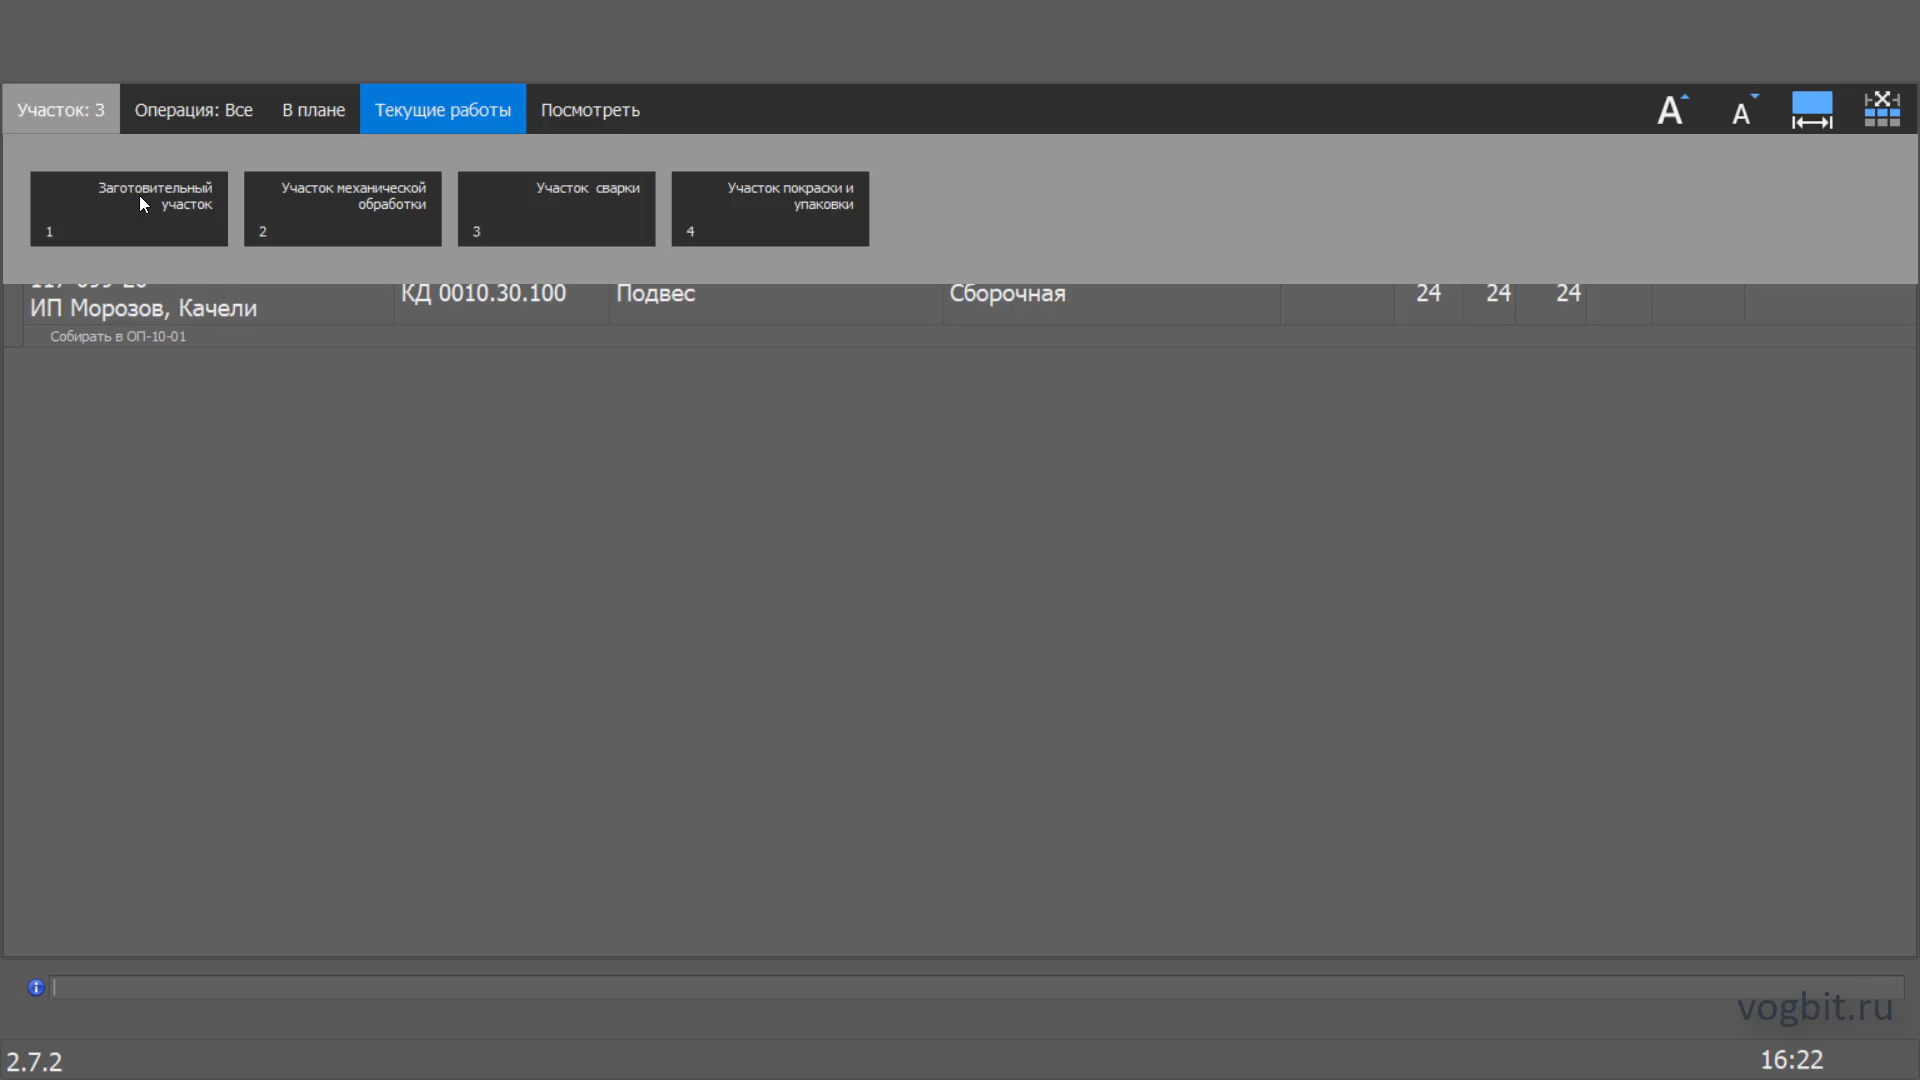 Участок: 3 Операция: Все В плане Текущие работы Посмотреть A A
Заготовительный
участок
1
Участок механической
обработки
2
Участок сварки
3
Участок покраски и
упаковки
4
КД 0010.30.100 Подвес Сборочная 24 24 24
ИП Морозов, Качели
Собирать в ОП-10-01
vogbit.ru
2.7.2 16:22